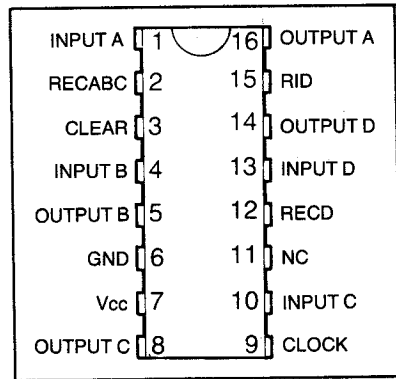 INPUT A 1 16 OUTPUT A
RECABC 2 15 RID
CLEAR 3 14 OUTPUT D
INPUT B 4 13 INPUT D
OUTPUT B 5 12 RECD
GND 6 11 NC
Vcc 7 10 INPUT C
OUTPUT C 8 9 CLOCK